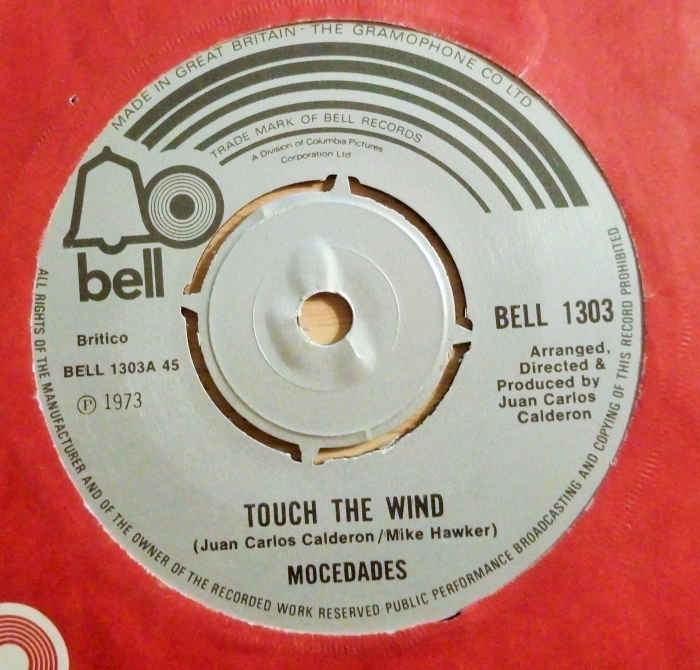 MADE IN GREAT BRITAIN · THE GRAMOPHONE CO LTD
TRADE MARK OF BELL RECORDS
A Division of Columbia Pictures
Corporation Ltd
bell
Britico
BELL 1303A 45
Ⓟ 1973
BELL 1303
Arranged,
Directed &
Produced by
Juan Carlos
Calderon
TOUCH THE WIND
(Juan Carlos Calderon/Mike Hawker)
MOCEDADES
ALL RIGHTS OF THE MANUFACTURER AND OF THE OWNER OF THE RECORDED WORK RESERVED PUBLIC PERFORMANCE BROADCASTING AND COPYING OF THIS RECORD PROHIBITED